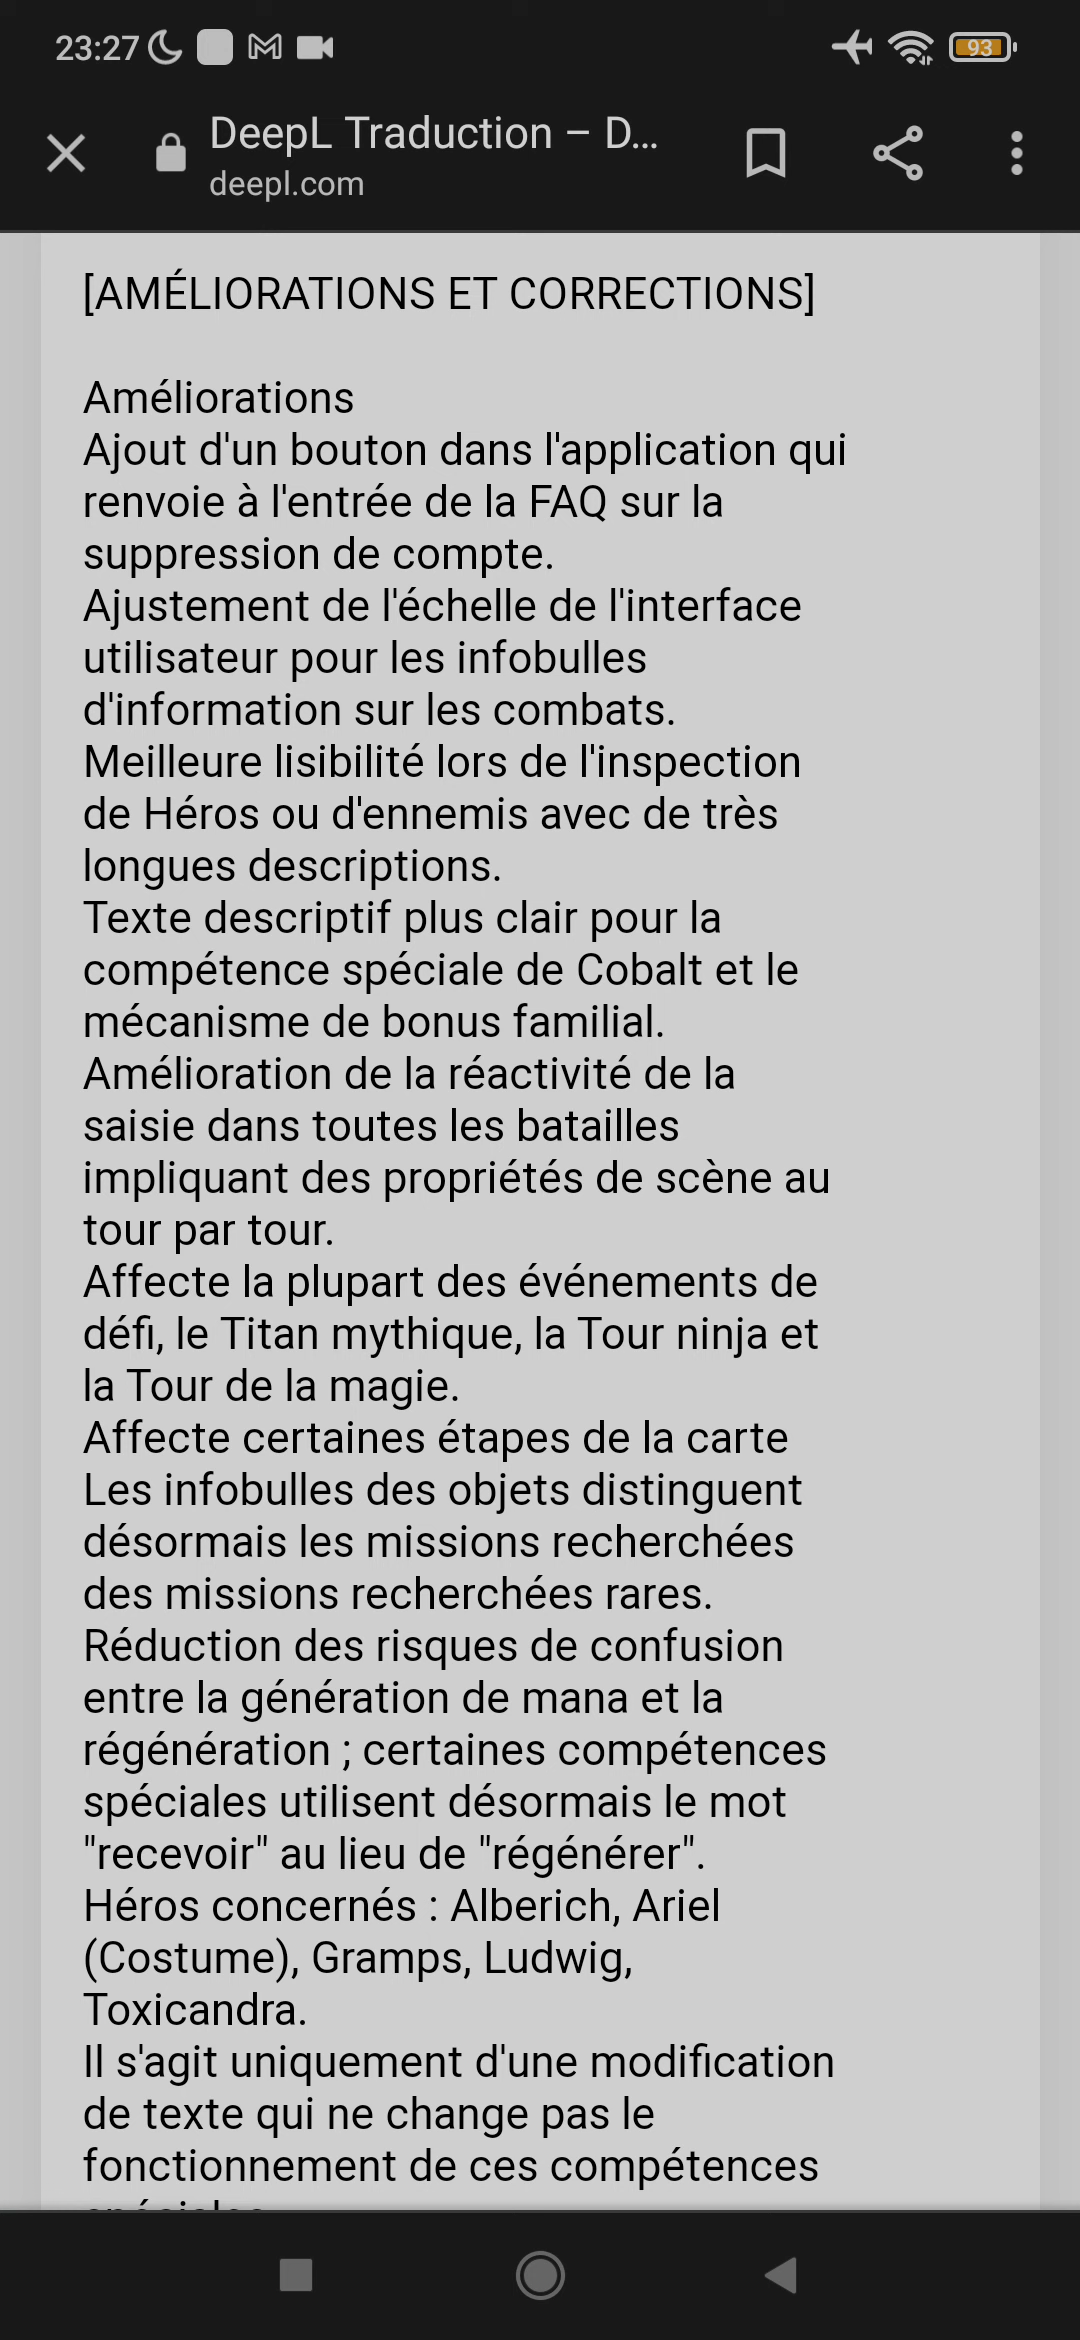 23:27
93
DeepL Traduction – D...
deepl.com
[AMÉLIORATIONS ET CORRECTIONS]
Améliorations
Ajout d'un bouton dans l'application qui
renvoie à l'entrée de la FAQ sur la
suppression de compte.
Ajustement de l'échelle de l'interface
utilisateur pour les infobulles
d'information sur les combats.
Meilleure lisibilité lors de l'inspection
de Héros ou d'ennemis avec de très
longues descriptions.
Texte descriptif plus clair pour la
compétence spéciale de Cobalt et le
mécanisme de bonus familial.
Amélioration de la réactivité de la
saisie dans toutes les batailles
impliquant des propriétés de scène au
tour par tour.
Affecte la plupart des événements de
défi, le Titan mythique, la Tour ninja et
la Tour de la magie.
Affecte certaines étapes de la carte
Les infobulles des objets distinguent
désormais les missions recherchées
des missions recherchées rares.
Réduction des risques de confusion
entre la génération de mana et la
régénération ; certaines compétences
spéciales utilisent désormais le mot
"recevoir" au lieu de "régénérer".
Héros concernés : Alberich, Ariel
(Costume), Gramps, Ludwig,
Toxicandra.
Il s'agit uniquement d'une modification
de texte qui ne change pas le
fonctionnement de ces compétences